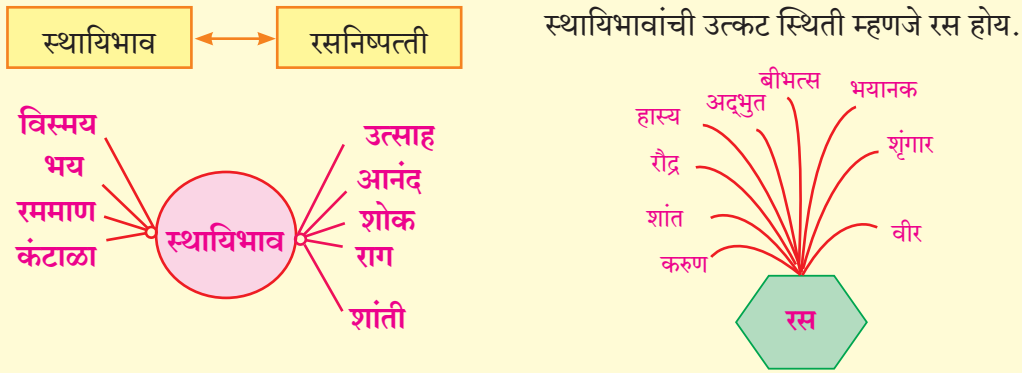 स्थायिभाव
रसनिष्पत्ती
स्थायिभावांची उत्कट स्थिती म्हणजे रस होय.
विस्मय
भय
रममाण
कंटाळा
स्थायिभाव
उत्साह
आनंद
शोक
राग
शांती
करुण
शांत
रौद्र
हास्य
अद्‌भुत
बीभत्स
भयानक
शृंगार
वीर
रस